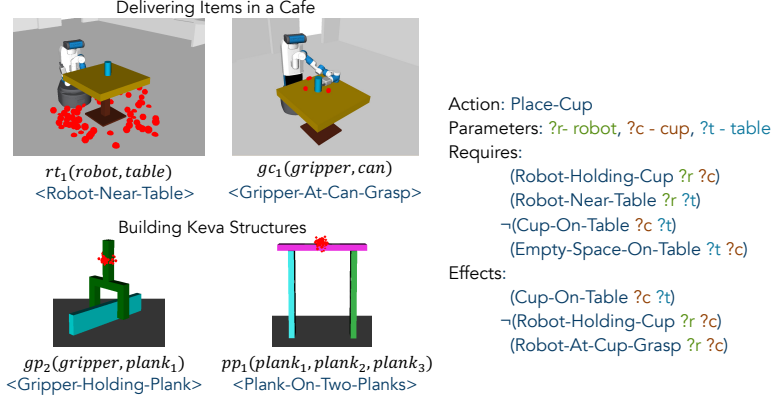 Delivering Items in a Cafe
rt₁(robot, table)
<Robot-Near-Table>
gc₁(gripper, can)
<Gripper-At-Can-Grasp>
Building Keva Structures
gp₂(gripper, plank₁)
<Gripper-Holding-Plank>
pp₁(plank₁, plank₂, plank₃)
<Plank-On-Two-Planks>
Action: Place-Cup
Parameters: ?r- robot, ?c - cup, ?t - table
Requires:
(Robot-Holding-Cup ?r ?c)
(Robot-Near-Table ?r ?t)
¬(Cup-On-Table ?c ?t)
(Empty-Space-On-Table ?t ?c)
Effects:
(Cup-On-Table ?c ?t)
¬(Robot-Holding-Cup ?r ?c)
(Robot-At-Cup-Grasp ?r ?c)